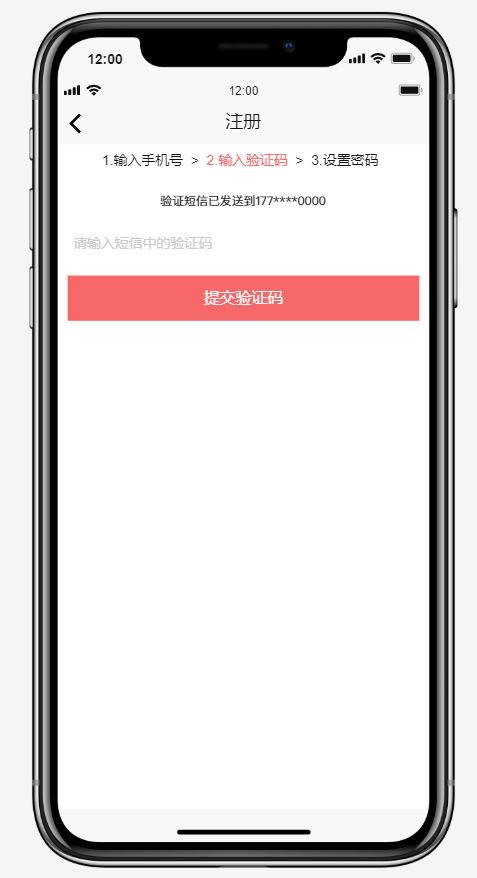 12:00
12:00
注册
1.输入手机号 > 2.输入验证码 > 3.设置密码
验证短信已发送到177****0000
请输入短信中的验证码
提交验证码